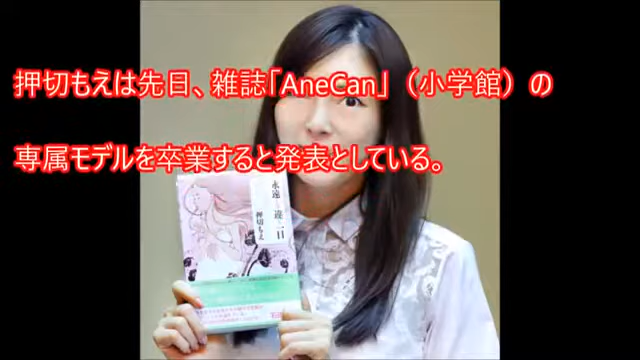 押切もえは先日、雑誌「AneCan」（小学館）の
専属モデルを卒業すると発表としている。
永遠とは違う一日
押切もえ